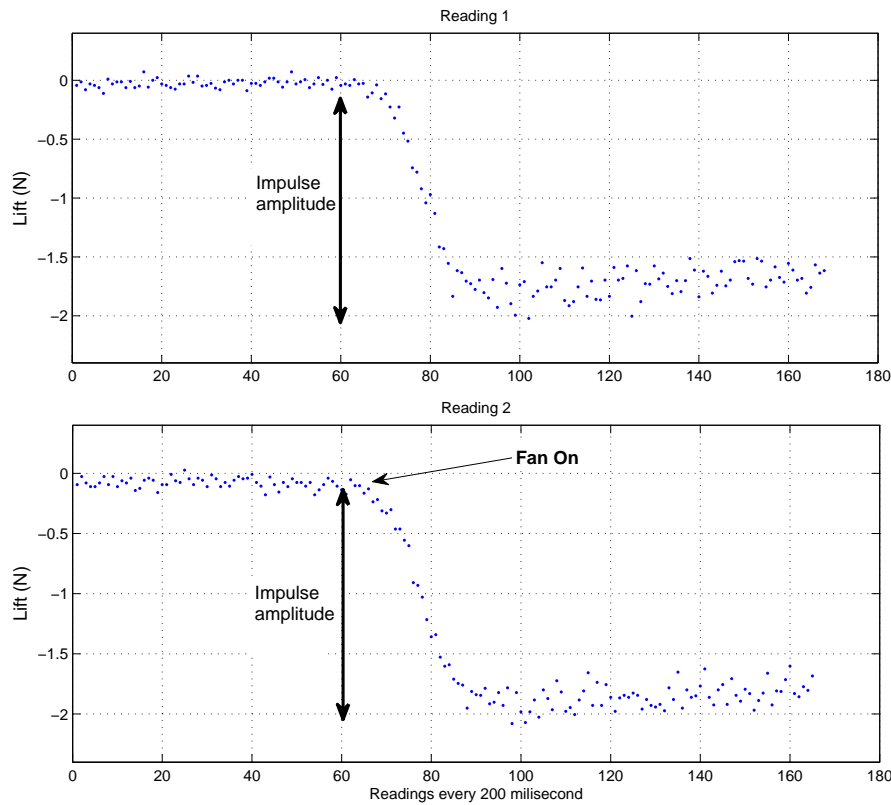 Reading 1
0
−0.5
−1
−1.5
−2
Lift (N)
Impulse
amplitude
0 20 40 60 80 100 120 140 160 180
Reading 2
0
−0.5
−1
−1.5
−2
Lift (N)
Fan On
Impulse
amplitude
0 20 40 60 80 100 120 140 160 180
Readings every 200 milisecond